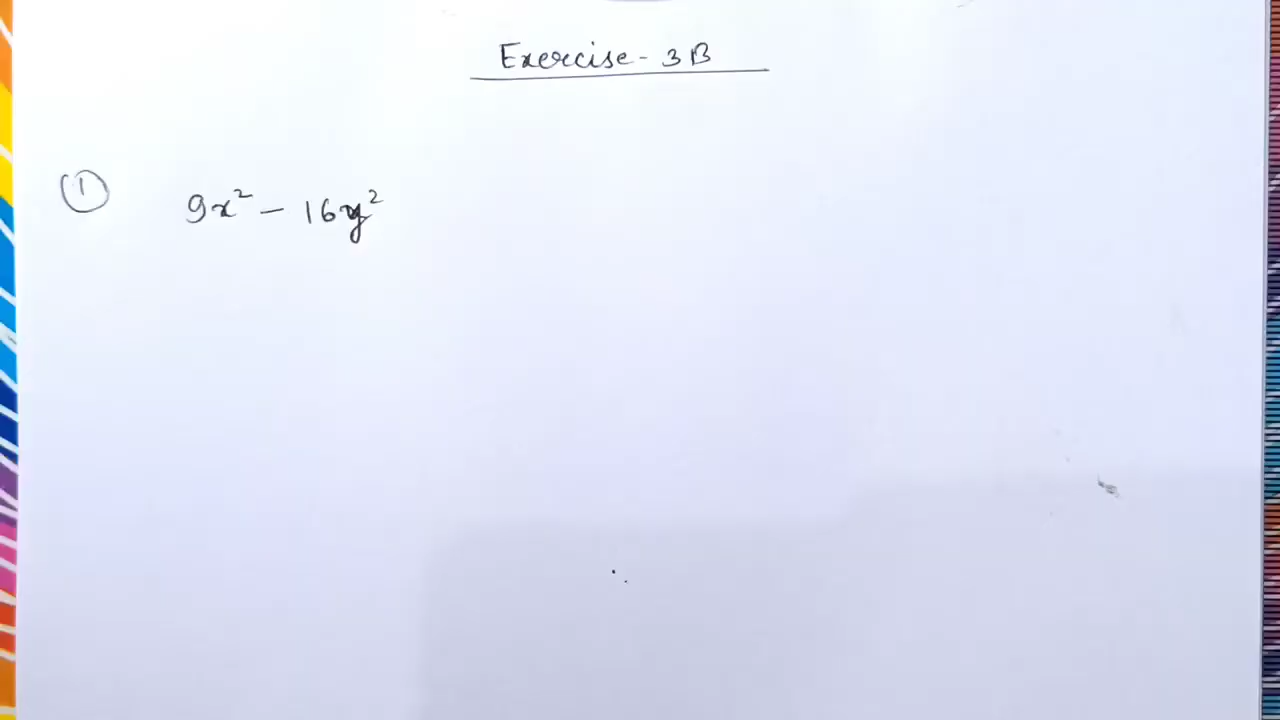 Exercise - 3B
① 9x² - 16y²